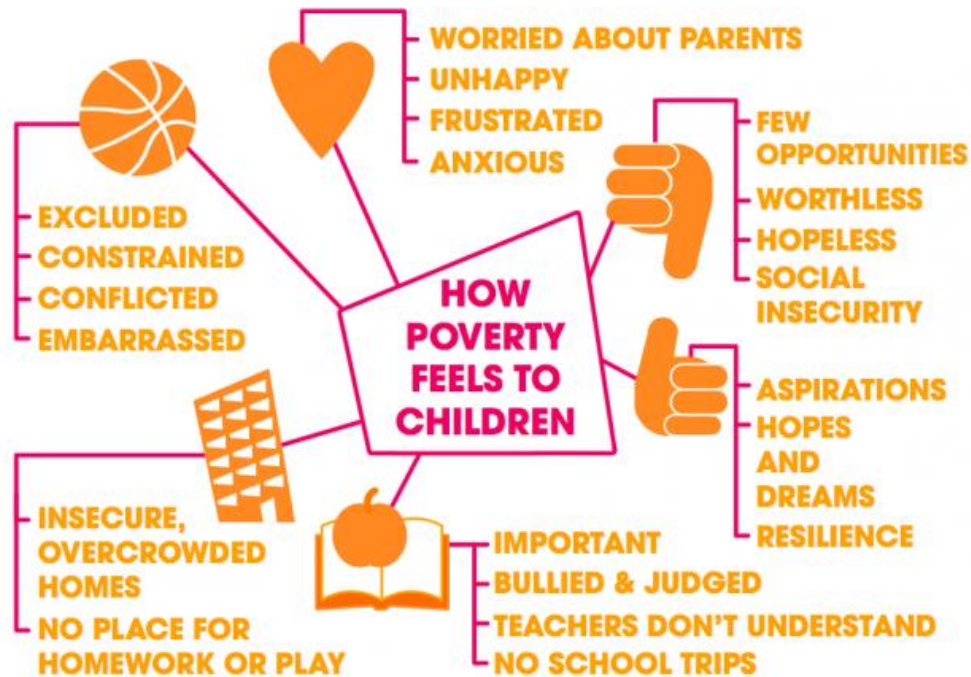 HOW
POVERTY
FEELS TO
CHILDREN
WORRIED ABOUT PARENTS
UNHAPPY
FRUSTRATED
ANXIOUS
FEW
OPPORTUNITIES
WORTHLESS
HOPELESS
SOCIAL
INSECURITY
ASPIRATIONS
HOPES
AND
DREAMS
RESILIENCE
IMPORTANT
BULLIED & JUDGED
TEACHERS DON'T UNDERSTAND
NO SCHOOL TRIPS
INSECURE,
OVERCROWDED
HOMES
NO PLACE FOR
HOMEWORK OR PLAY
EXCLUDED
CONSTRAINED
CONFLICTED
EMBARRASSED